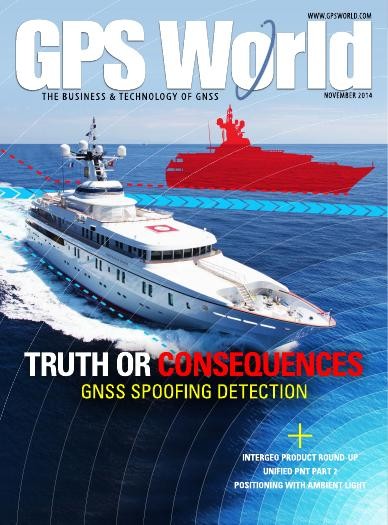 WWW.GPSWORLD.COM
GPS World
THE BUSINESS & TECHNOLOGY OF GNSS
NOVEMBER 2014
TRUTH OR CONSEQUENCES
GNSS SPOOFING DETECTION
+
INTERGEO PRODUCT ROUND-UP
UNIFIED PNT PART 2
POSITIONING WITH AMBIENT LIGHT